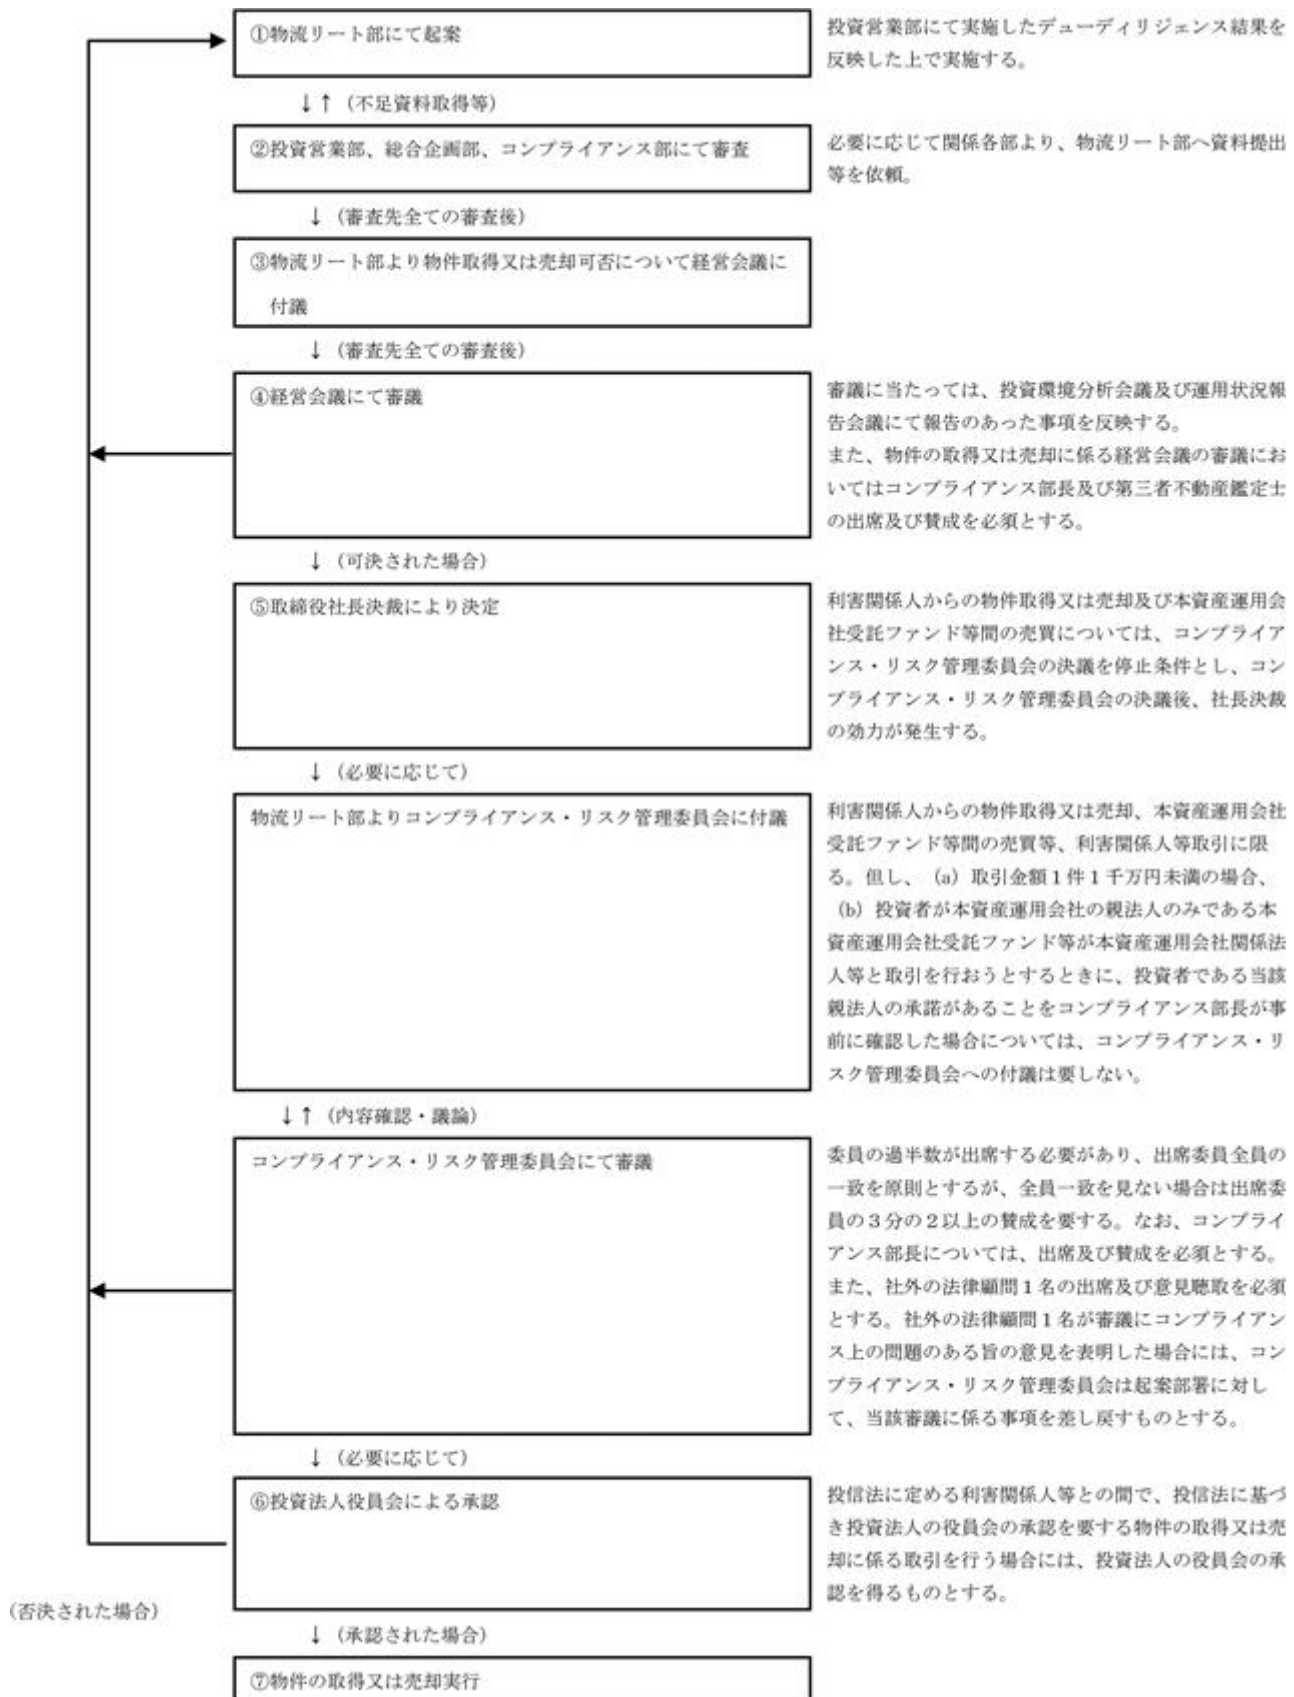 ①物流リート部にて起案
投資営業部にて実施したデューディリジェンス結果を
反映した上で実施する。
↓↑（不足資料取得等）
②投資営業部、総合企画部、コンプライアンス部にて審査
必要に応じて関係各部より、物流リート部へ資料提出
等を依頼。
↓（審査先全ての審査後）
③物流リート部より物件取得又は売却可否について経営会議に
付議
↓（審査先全ての審査後）
④経営会議にて審議
審議に当たっては、投資環境分析会議及び運用状況報
告会議にて報告のあった事項を反映する。
また、物件の取得又は売却に係る経営会議の審議にお
いてはコンプライアンス部長及び第三者不動産鑑定士
の出席及び賛成を必須とする。
↓（可決された場合）
⑤取締役社長決裁により決定
利害関係人からの物件取得又は売却及び本資産運用会
社受託ファンド等間の売買については、コンプライア
ンス・リスク管理委員会の決議を停止条件とし、コン
プライアンス・リスク管理委員会の決議後、社長決裁
の効力が発生する。
↓（必要に応じて）
物流リート部よりコンプライアンス・リスク管理委員会に付議
利害関係人からの物件取得又は売却、本資産運用会社
受託ファンド等間の売買等、利害関係人等取引に限
る。但し、（a）取引金額１件１千万円未満の場合、
（b）投資者が本資産運用会社の親法人のみである本
資産運用会社受託ファンド等が本資産運用会社関係法
人等と取引を行おうとするときに、投資者である当該
親法人の承諾があることをコンプライアンス部長が事
前に確認した場合については、コンプライアンス・リ
スク管理委員会への付議は要しない。
↓↑（内容確認・議論）
コンプライアンス・リスク管理委員会にて審議
委員の過半数が出席する必要があり、出席委員全員の
一致を原則とするが、全員一致を見ない場合は出席委
員の３分の２以上の賛成を要する。なお、コンプライ
アンス部長については、出席及び賛成を必須とする。
また、社外の法律顧問１名の出席及び意見聴取を必須
とする。社外の法律顧問１名が審議にコンプライアン
ス上の問題のある旨の意見を表明した場合には、コン
プライアンス・リスク管理委員会は起案部署に対し
て、当該審議に係る事項を差し戻すものとする。
↓（必要に応じて）
⑥投資法人役員会による承認
投信法に定める利害関係人等との間で、投信法に基づ
き投資法人の役員会の承認を要する物件の取得又は売
却に係る取引を行う場合には、投資法人の役員会の承
認を得るものとする。
（否決された場合）
↓（承認された場合）
⑦物件の取得又は売却実行